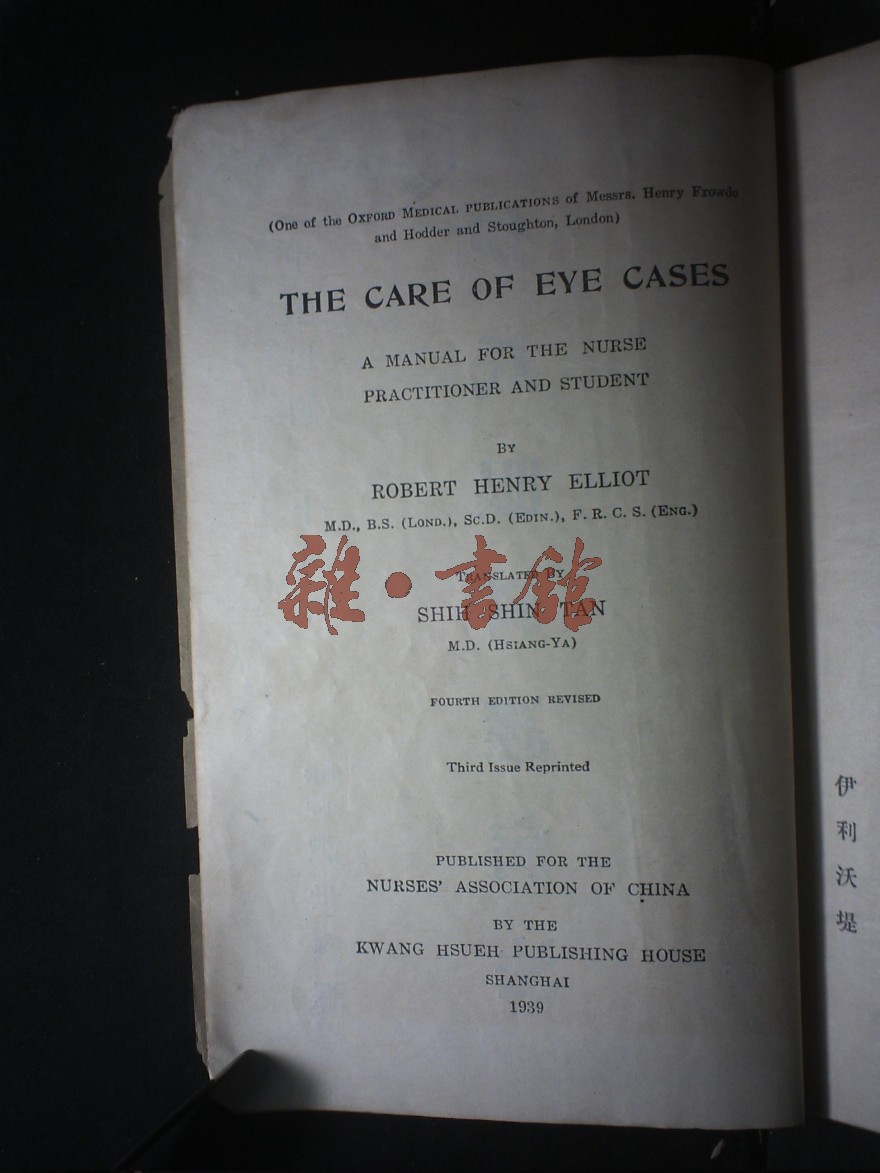 (One of the OXFORD MEDICAL PUBLICATIONS of Messrs. Henry Frowde
and Hodder and Stoughton, London)
THE CARE OF EYE CASES
A MANUAL FOR THE NURSE
PRACTITIONER AND STUDENT
BY
ROBERT HENRY ELLIOT
M.D., B.S. (LOND.), SC.D. (EDIN.), F. R. C. S. (ENG.)
TRANSLATED BY
SHIH SHIN TAN
M.D. (HSIANG-YA)
雜·書館
FOURTH EDITION REVISED
Third Issue Reprinted
PUBLISHED FOR THE
NURSES' ASSOCIATION OF CHINA
BY THE
KWANG HSUEH PUBLISHING HOUSE
SHANGHAI
1939
伊利沃堤